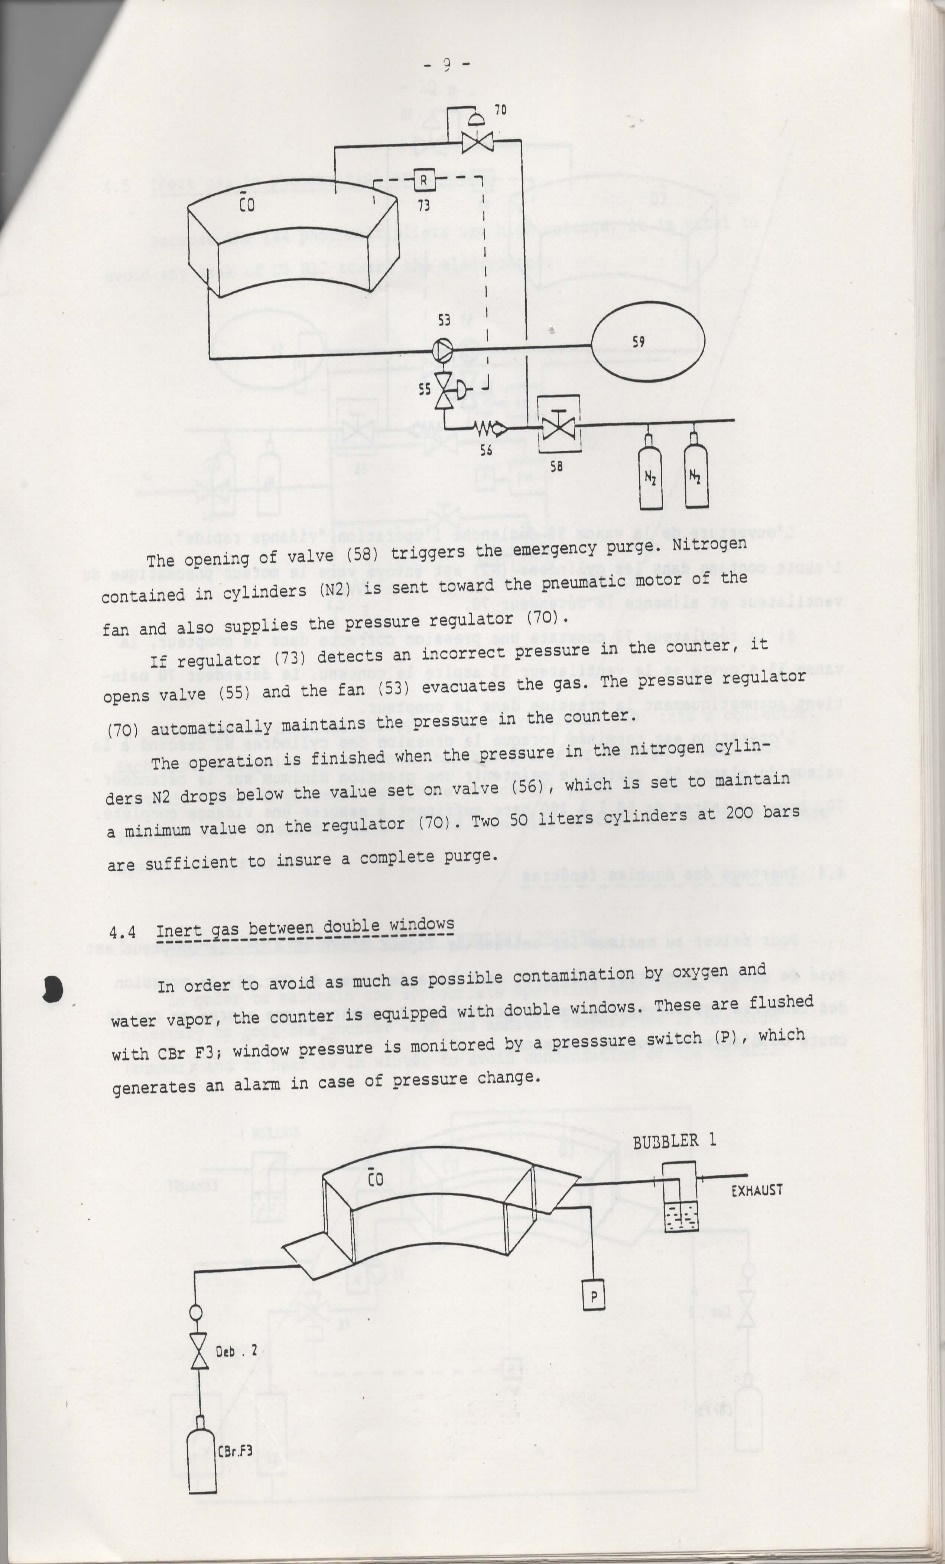 - 9 -
70
C̄O
R
73
53
59
55
56
58
N2
N2
The opening of valve (58) triggers the emergency purge. Nitrogen
contained in cylinders (N2) is sent toward the pneumatic motor of the
fan and also supplies the pressure regulator (70).
If regulator (73) detects an incorrect pressure in the counter, it
opens valve (55) and the fan (53) evacuates the gas. The pressure regulator
(70) automatically maintains the pressure in the counter.
The operation is finished when the pressure in the nitrogen cylin-
ders N2 drops below the value set on valve (56), which is set to maintain
a minimum value on the regulator (70). Two 50 liters cylinders at 200 bars
are sufficient to insure a complete purge.
4.4 Inert gas between double windows
In order to avoid as much as possible contamination by oxygen and
water vapor, the counter is equipped with double windows. These are flushed
with CBr F3; window pressure is monitored by a presssure switch (P), which
generates an alarm in case of pressure change.
BUBBLER 1
C̄O
EXHAUST
P
Deb . 2
CBr.F3